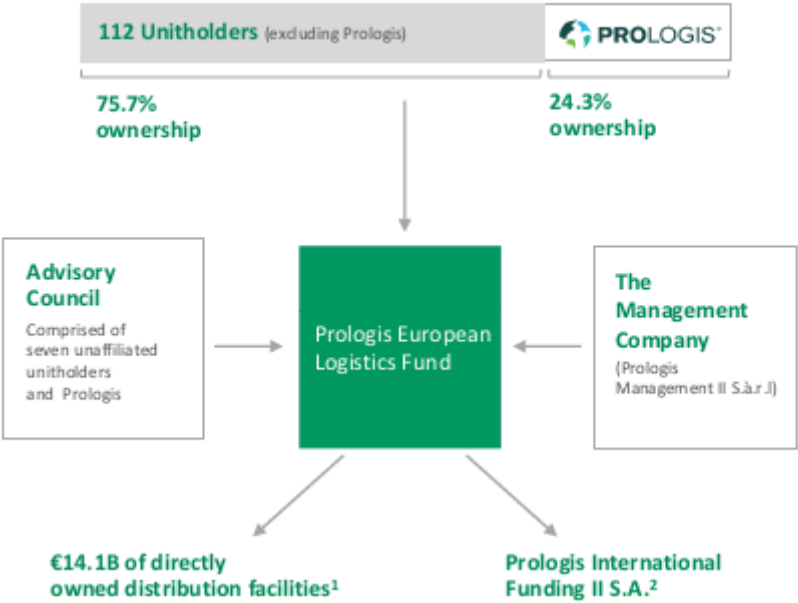 112 Unitholders (excluding Prologis)
PROLOGIS
75.7%
ownership
24.3%
ownership
Advisory
Council
Comprised of
seven unaffiliated
unitholders
and Prologis
Prologis European
Logistics Fund
The
Management
Company
(Prologis
Management II S.à.r.l)
€14.1B of directly
owned distribution facilities¹
Prologis International
Funding II S.A.²